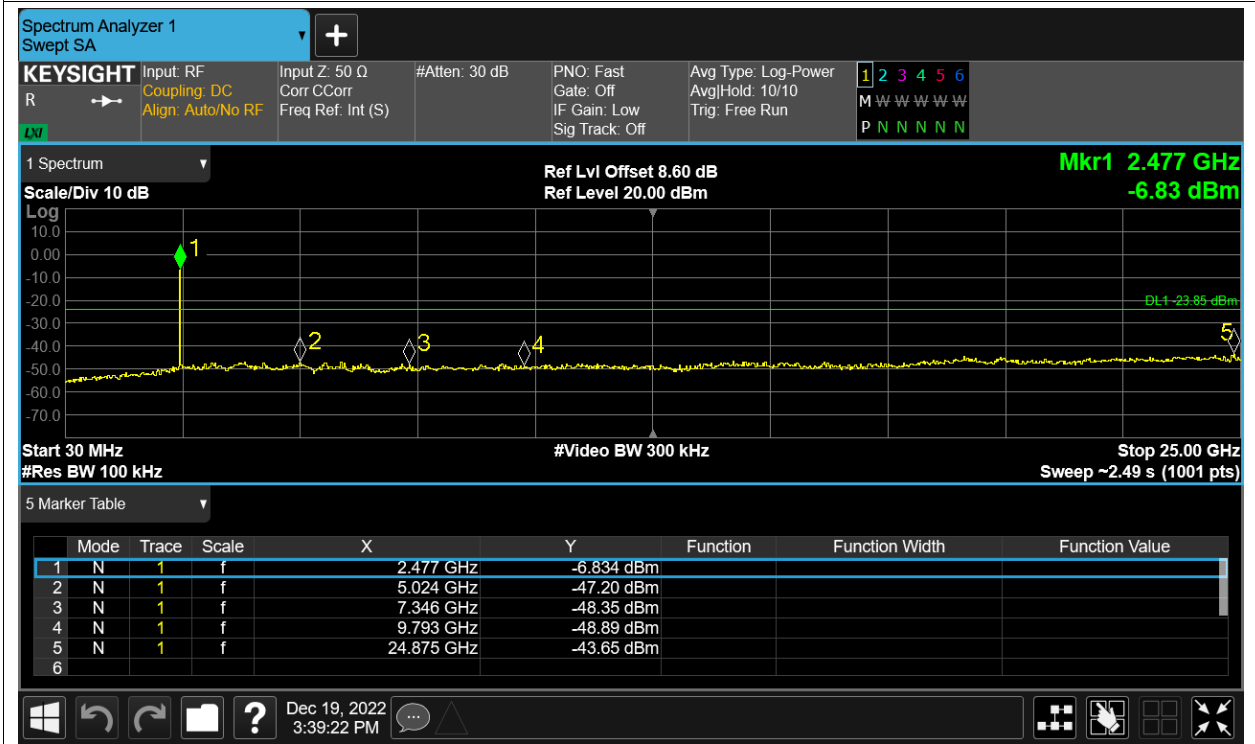 Spectrum Analyzer 1
Swept SA
+
KEYSIGHT Input: RF Input Z: 50 Ω #Atten: 30 dB PNO: Fast Avg Type: Log-Power 1 2 3 4 5 6
R Coupling: DC Corr CCorr Gate: Off Avg|Hold: 10/10 M W W W W W
Align: Auto/No RF Freq Ref: Int (S) IF Gain: Low Trig: Free Run
LXI Sig Track: Off P N N N N N
1 Spectrum Ref Lvl Offset 8.60 dB Mkr1 2.477 GHz
Scale/Div 10 dB Ref Level 20.00 dBm -6.83 dBm
Log
10.0
0.00 1
-10.0
-20.0 DL1 -23.85 dBm
-30.0
-40.0 2 3 4 5
-50.0
-60.0
-70.0
Start 30 MHz #Video BW 300 kHz Stop 25.00 GHz
#Res BW 100 kHz Sweep ~2.49 s (1001 pts)
5 Marker Table
Mode Trace Scale X Y Function Function Width Function Value
1 N 1 f 2.477 GHz -6.834 dBm
2 N 1 f 5.024 GHz -47.20 dBm
3 N 1 f 7.346 GHz -48.35 dBm
4 N 1 f 9.793 GHz -48.89 dBm
5 N 1 f 24.875 GHz -43.65 dBm
6
? Dec 19, 2022
3:39:22 PM